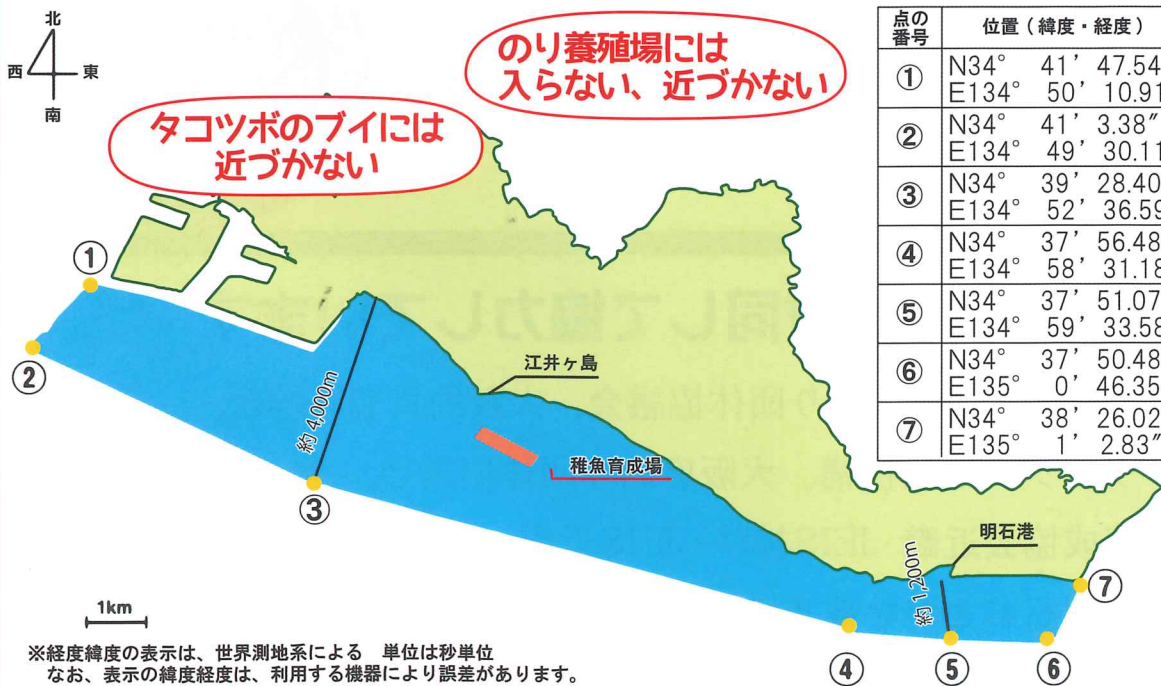 北
西 東
南
のり養殖場には
入らない、近づかない
タコツボのブイには
近づかない
点の番号 位置(緯度・経度)
① N34° 41′ 47.54
E134° 50′ 10.91
② N34° 41′ 3.38″
E134° 49′ 30.11
③ N34° 39′ 28.40
E134° 52′ 36.59
④ N34° 37′ 56.48
E134° 58′ 31.18
⑤ N34° 37′ 51.07
E134° 59′ 33.58
⑥ N34° 37′ 50.48
E135° 0′ 46.35
⑦ N34° 38′ 26.02
E135° 1′ 2.83″
①
②
約4,000m
③
江井ヶ島
稚魚育成場
明石港
約1,200m
④
⑤
⑥
⑦
1km
※経度緯度の表示は、世界測地系による 単位は秒単位
なお、表示の緯度経度は、利用する機器により誤差があります。